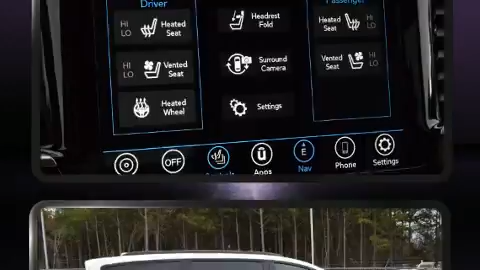 Driver
Passenger
HI
LO
Heated
Seat
Headrest
Fold
Heated
Seat
HI
LO
HI
LO
Vented
Seat
Surround
Camera
Vented
Seat
HI
LO
Heated
Wheel
Settings
OFF
E
Controls
Apps
Nav
Phone
Settings